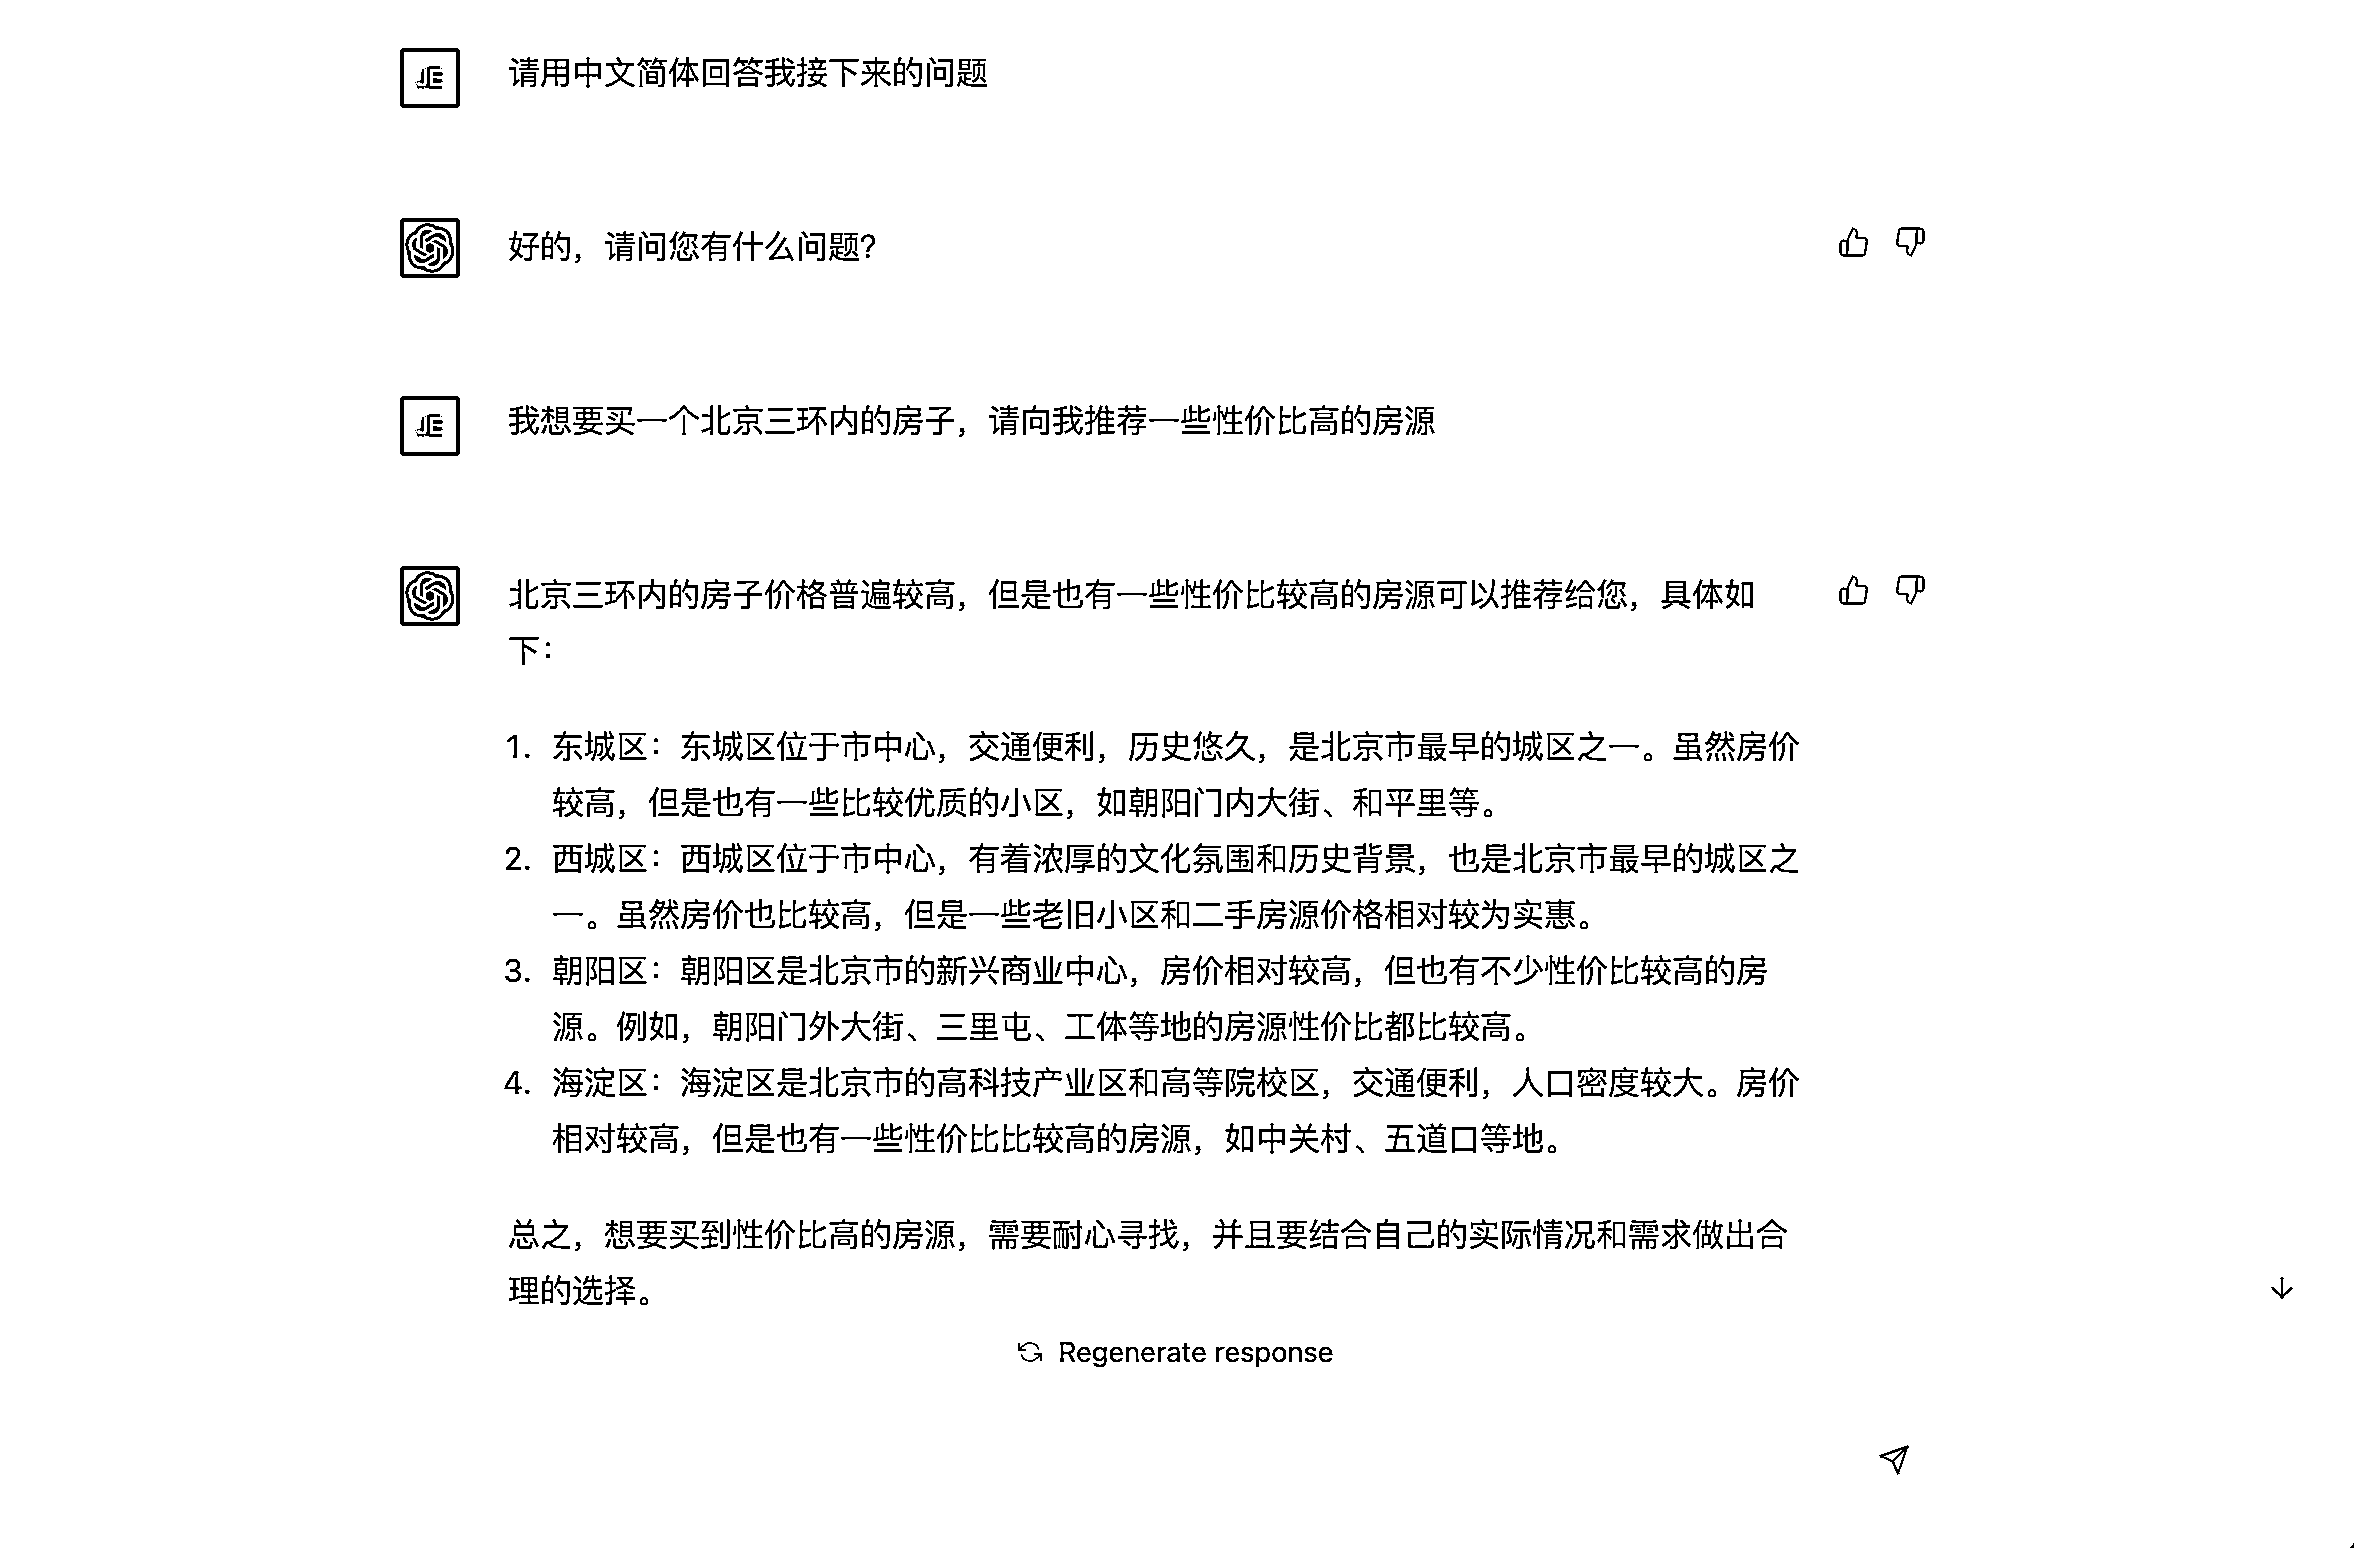 请用中文简体回答我接下来的问题
好的，请问您有什么问题？
我想要买一个北京三环内的房子，请向我推荐一些性价比高的房源
北京三环内的房子价格普遍较高，但是也有一些性价比较高的房源可以推荐给您，具体如
下：
1. 东城区：东城区位于市中心，交通便利，历史悠久，是北京市最早的城区之一。虽然房价
较高，但是也有一些比较优质的小区，如朝阳门内大街、和平里等。
2. 西城区：西城区位于市中心，有着浓厚的文化氛围和历史背景，也是北京市最早的城区之
一。虽然房价也比较高，但是一些老旧小区和二手房源价格相对较为实惠。
3. 朝阳区：朝阳区是北京市的新兴商业中心，房价相对较高，但也有不少性价比较高的房
源。例如，朝阳门外大街、三里屯、工体等地的房源性价比都比较高。
4. 海淀区：海淀区是北京市的高科技产业区和高等院校区，交通便利，人口密度较大。房价
相对较高，但是也有一些性价比比较高的房源，如中关村、五道口等地。
总之，想要买到性价比高的房源，需要耐心寻找，并且要结合自己的实际情况和需求做出合
理的选择。
Regenerate response